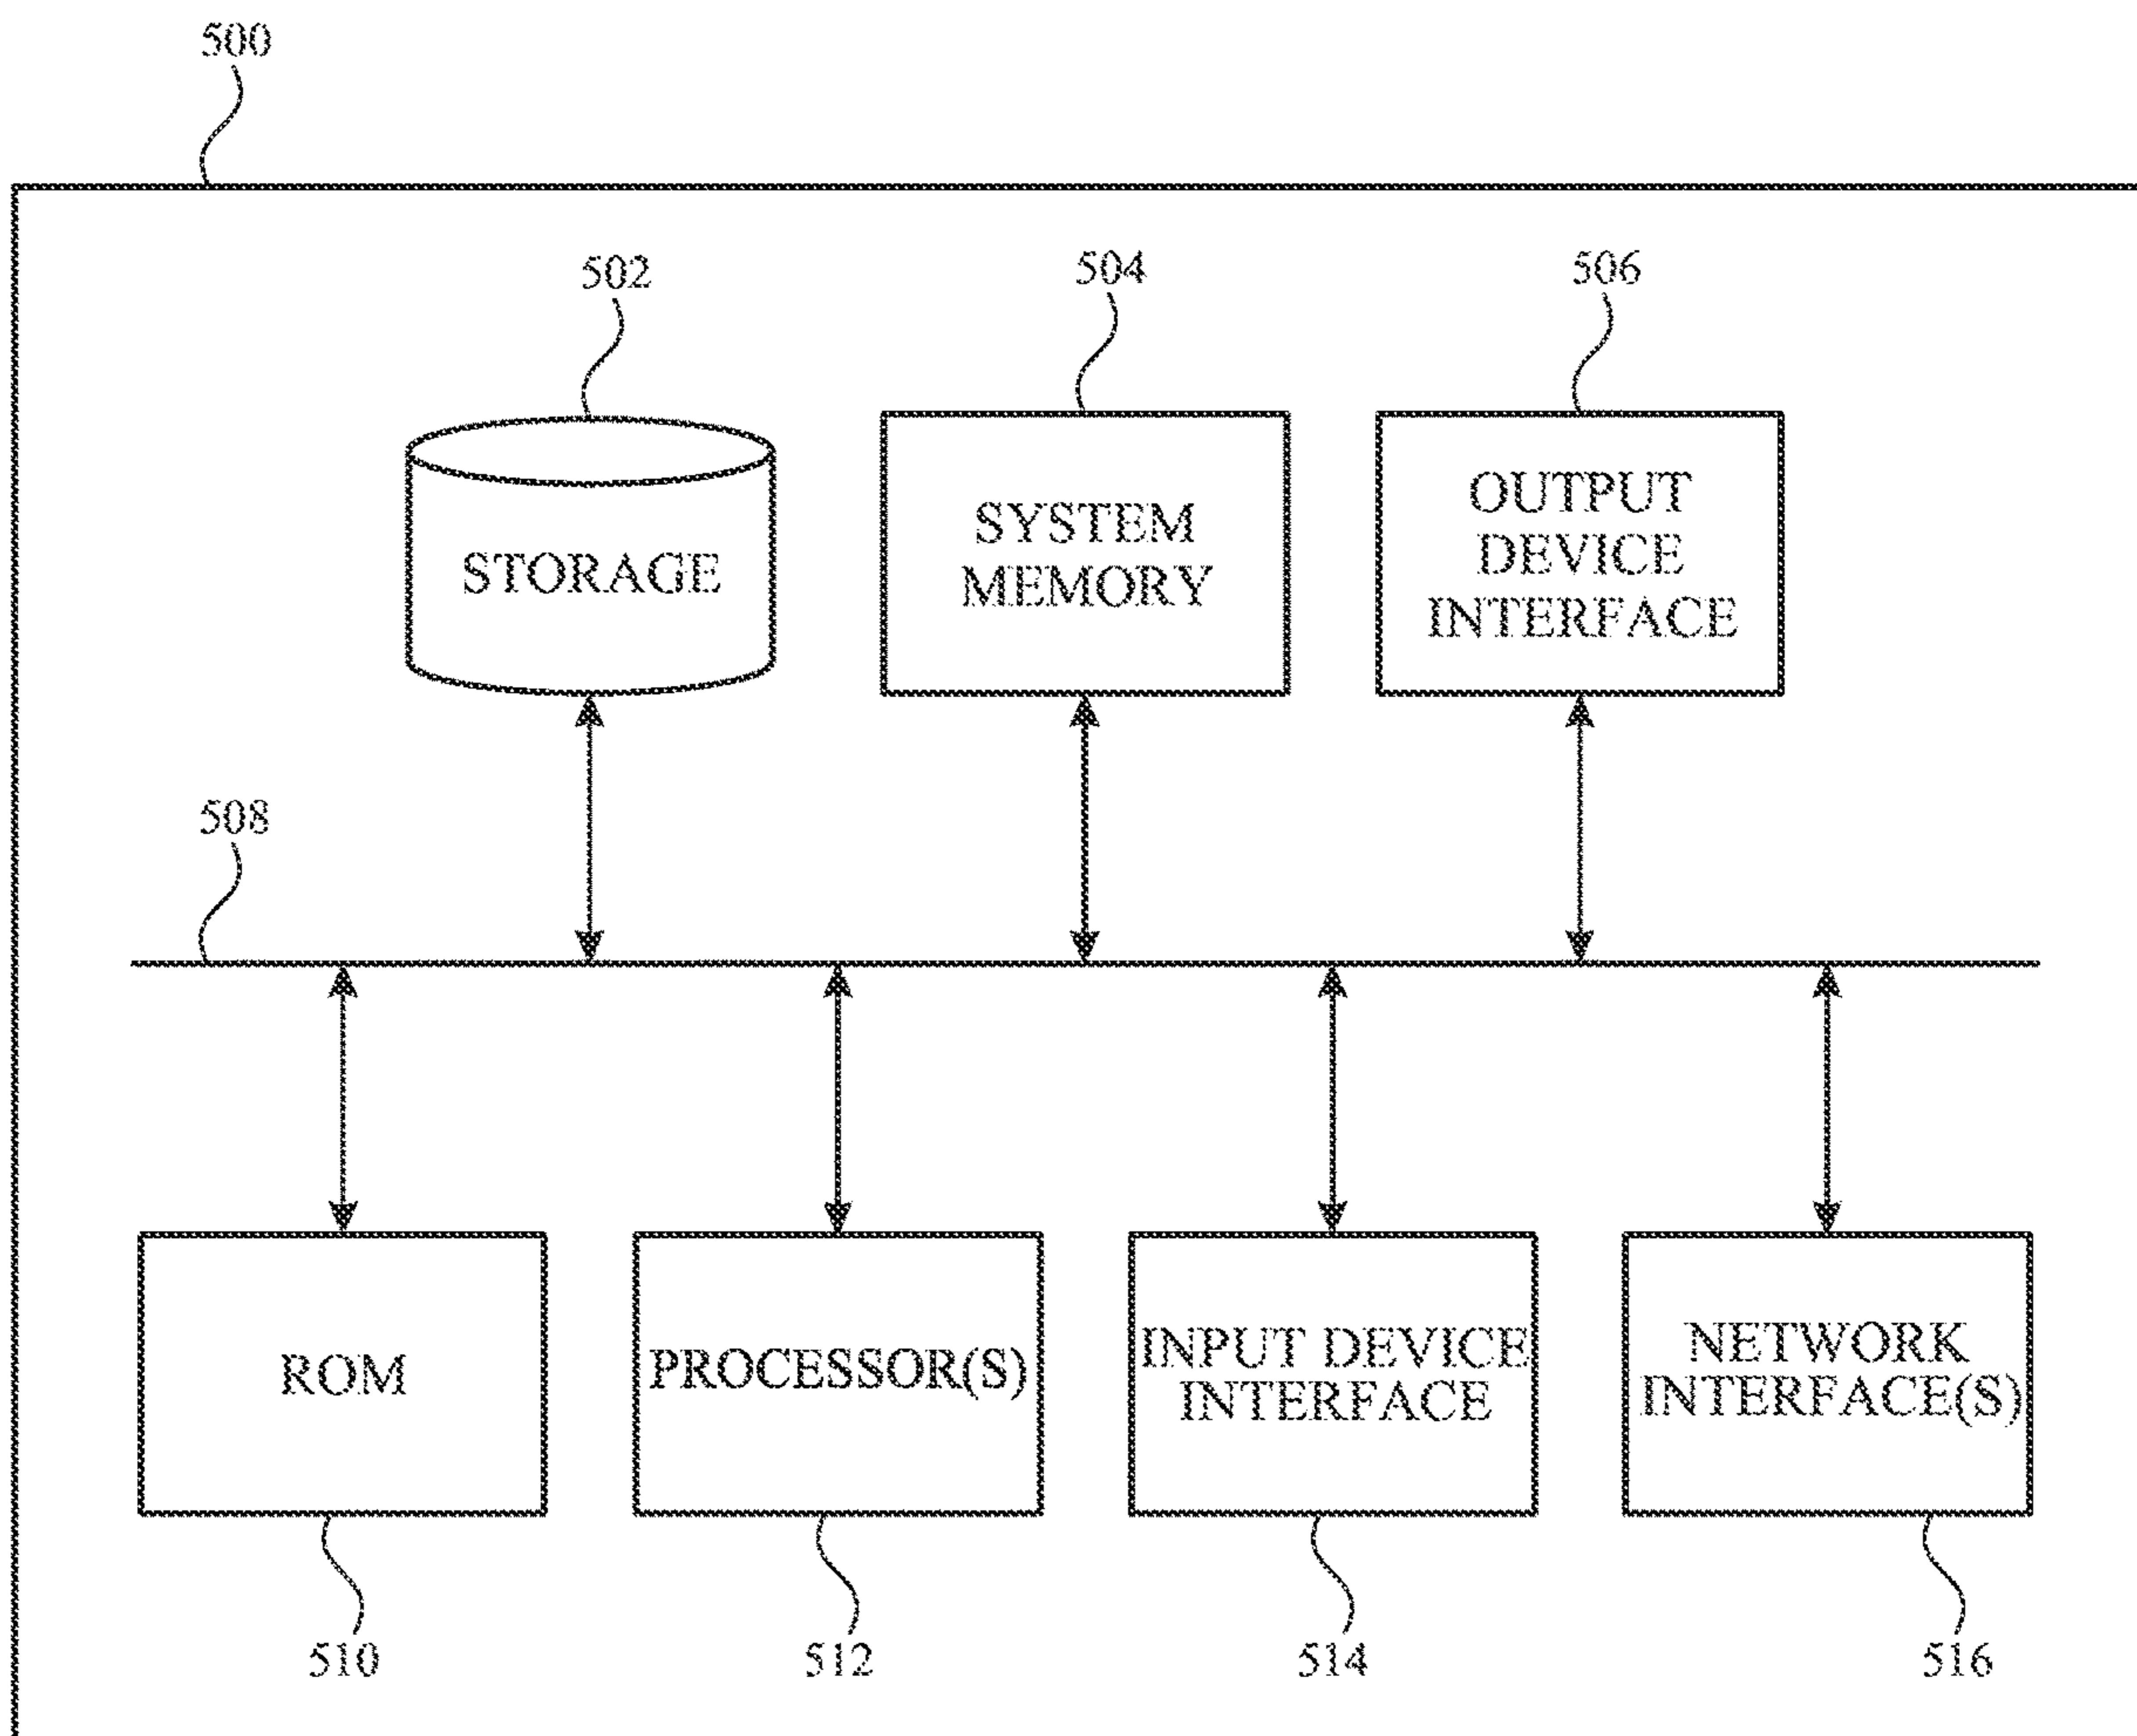 500
502
504
506
STORAGE
SYSTEM
MEMORY
OUTPUT
DEVICE
INTERFACE
508
ROM
PROCESSOR(S)
INPUT DEVICE
INTERFACE
NETWORK
INTERFACE(S)
510
512
514
516